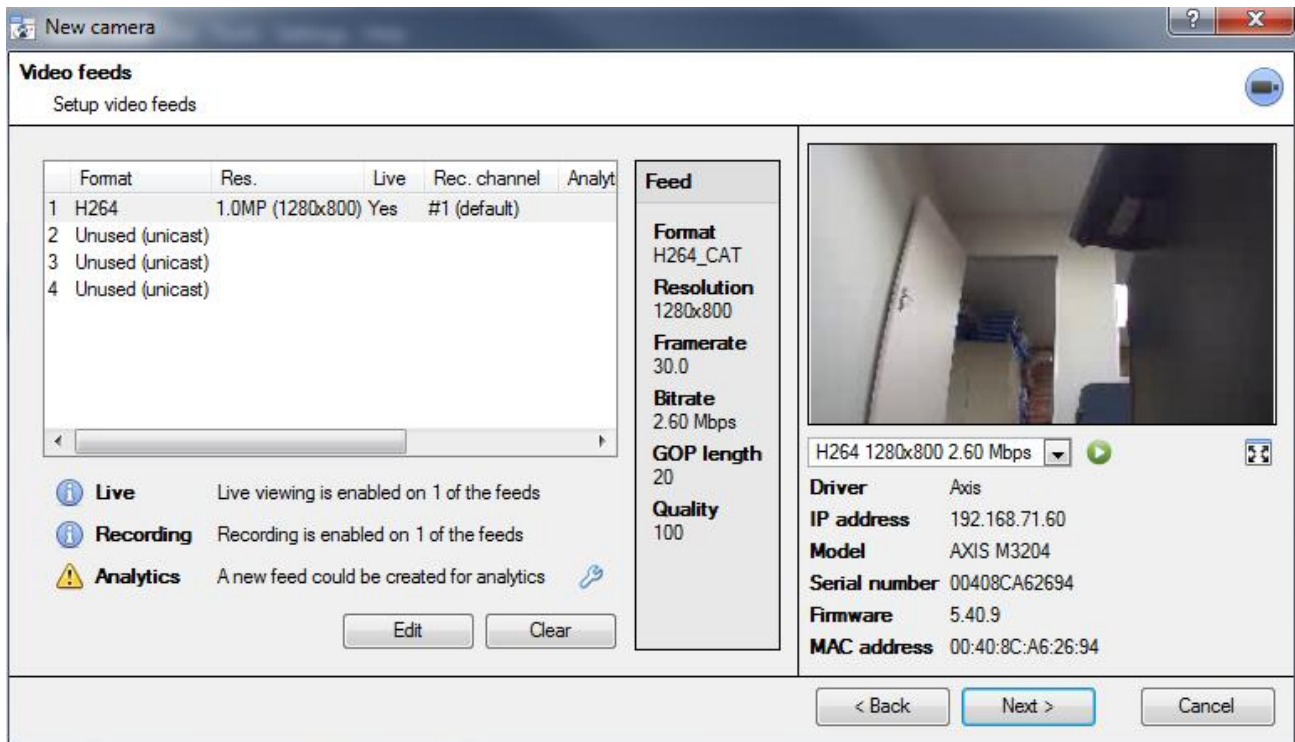 New camera
Video feeds
Setup video feeds
Format Res. Live Rec. channel Analyt
1 H264 1.0MP (1280x800) Yes #1 (default)
2 Unused (unicast)
3 Unused (unicast)
4 Unused (unicast)
Live Live viewing is enabled on 1 of the feeds
Recording Recording is enabled on 1 of the feeds
Analytics A new feed could be created for analytics
Edit Clear
Feed
Format
H264_CAT
Resolution
1280x800
Framerate
30.0
Bitrate
2.60 Mbps
GOP length
20
Quality
100
H264 1280x800 2.60 Mbps
Driver Axis
IP address 192.168.71.60
Model AXIS M3204
Serial number 00408CA62694
Firmware 5.40.9
MAC address 00:40:8C:A6:26:94
< Back Next > Cancel